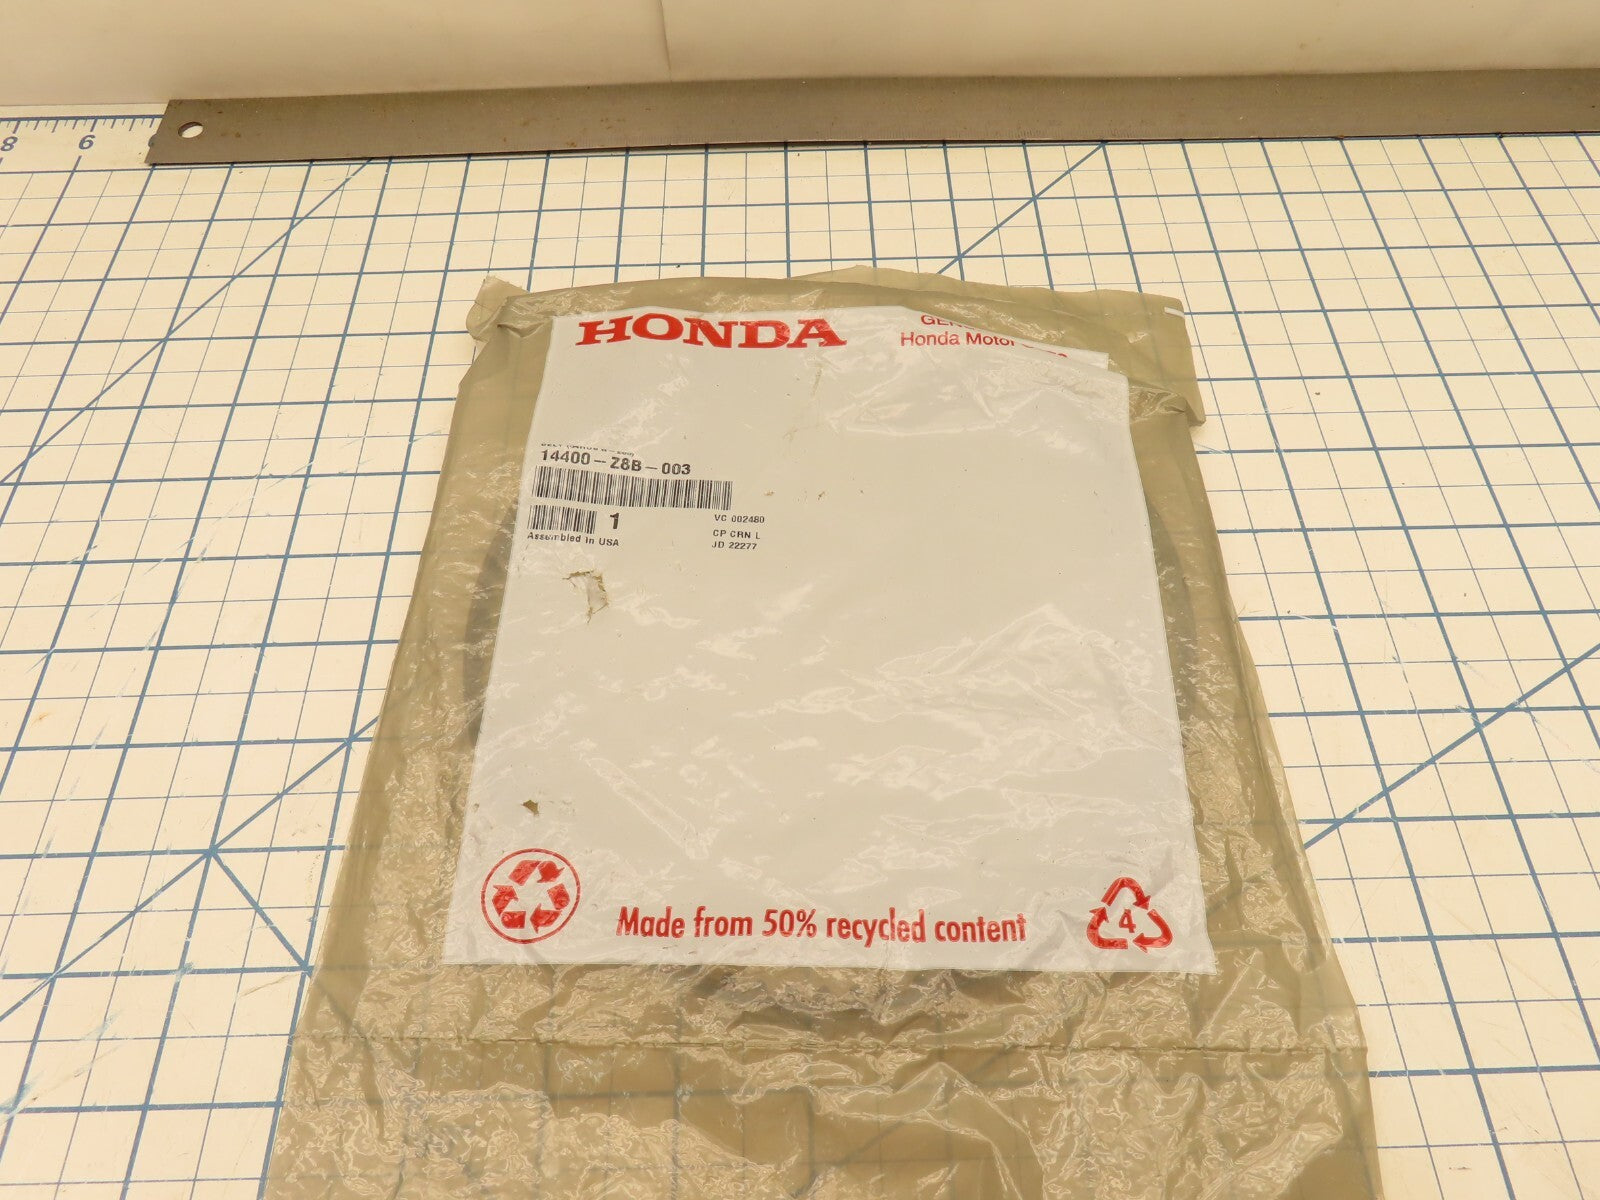 8 6
HONDA
Honda Motor
14400-Z8B-003
1
VC 002480
Assembled in USA
CP CRN L
JD 22277
Made from 50% recycled content
4